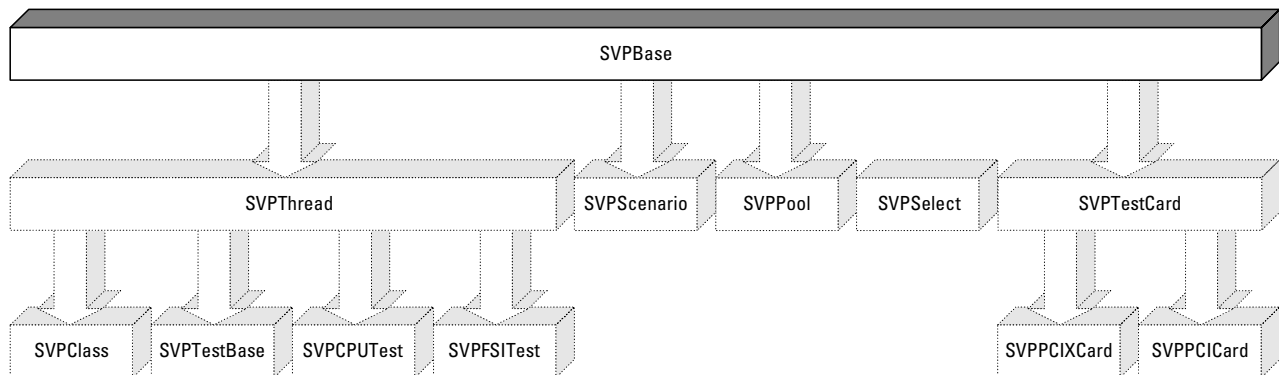 SVPBase
SVPThread
SVPScenario
SVPPool
SVPSelect
SVPTestCard
SVPClass
SVPTestBase
SVPCPUTest
SVPFSITest
SVPPCIXCard
SVPPCICard